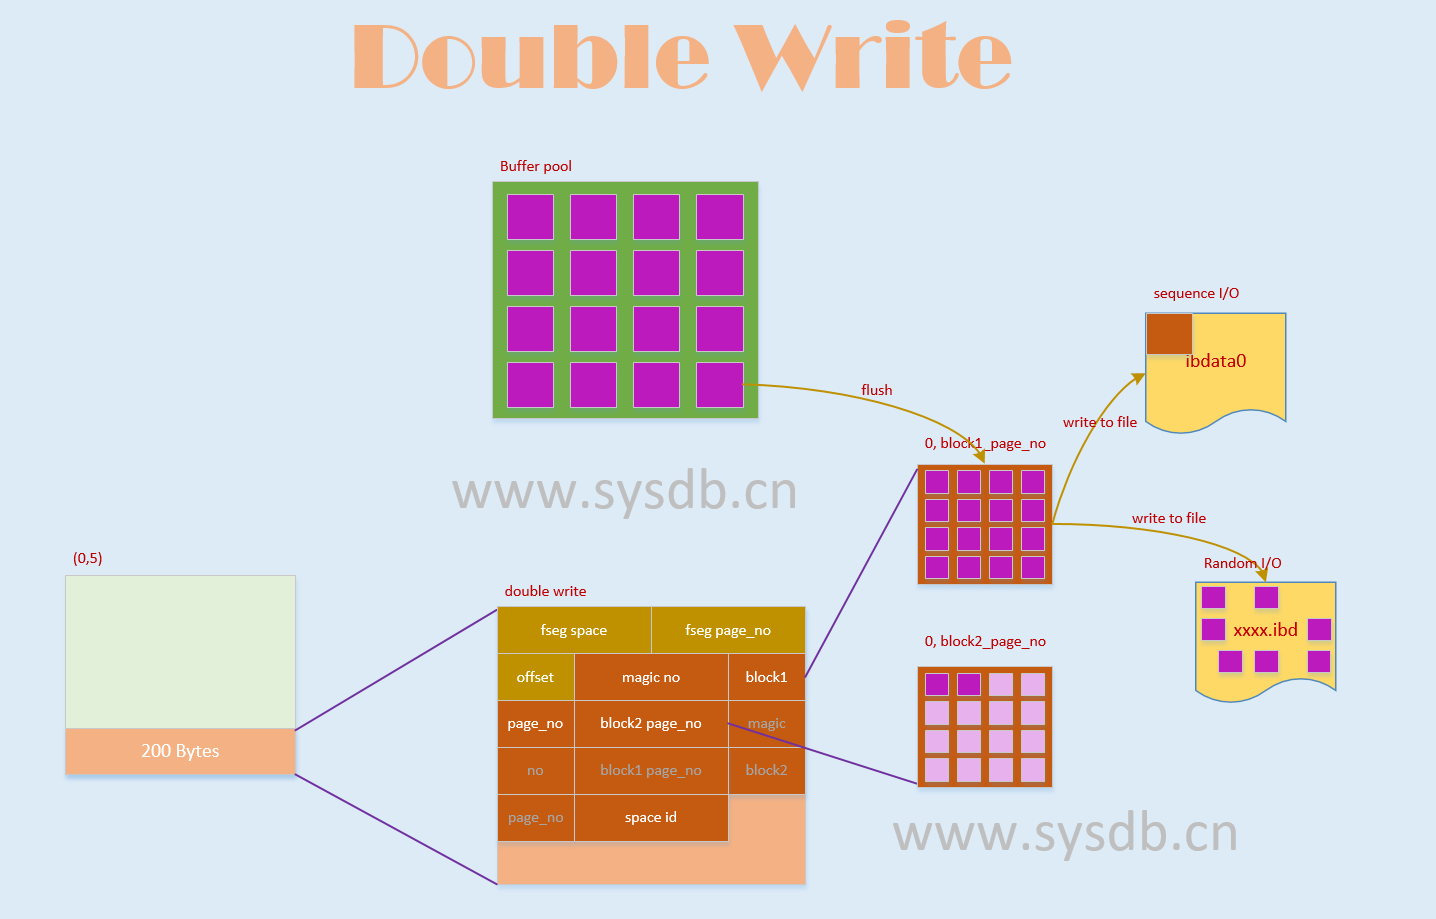 Double Write
Buffer pool
sequence I/O
ibdata0
flush
write to file
0, block1_page_no
www.sysdb.cn
write to file
(0,5)
Random I/O
xxxx.ibd
double write
fseg space fseg page_no
0, block2_page_no
offset magic no block1
page_no block2 page_no magic
200 Bytes
no block1 page_no block2
page_no space id
www.sysdb.cn